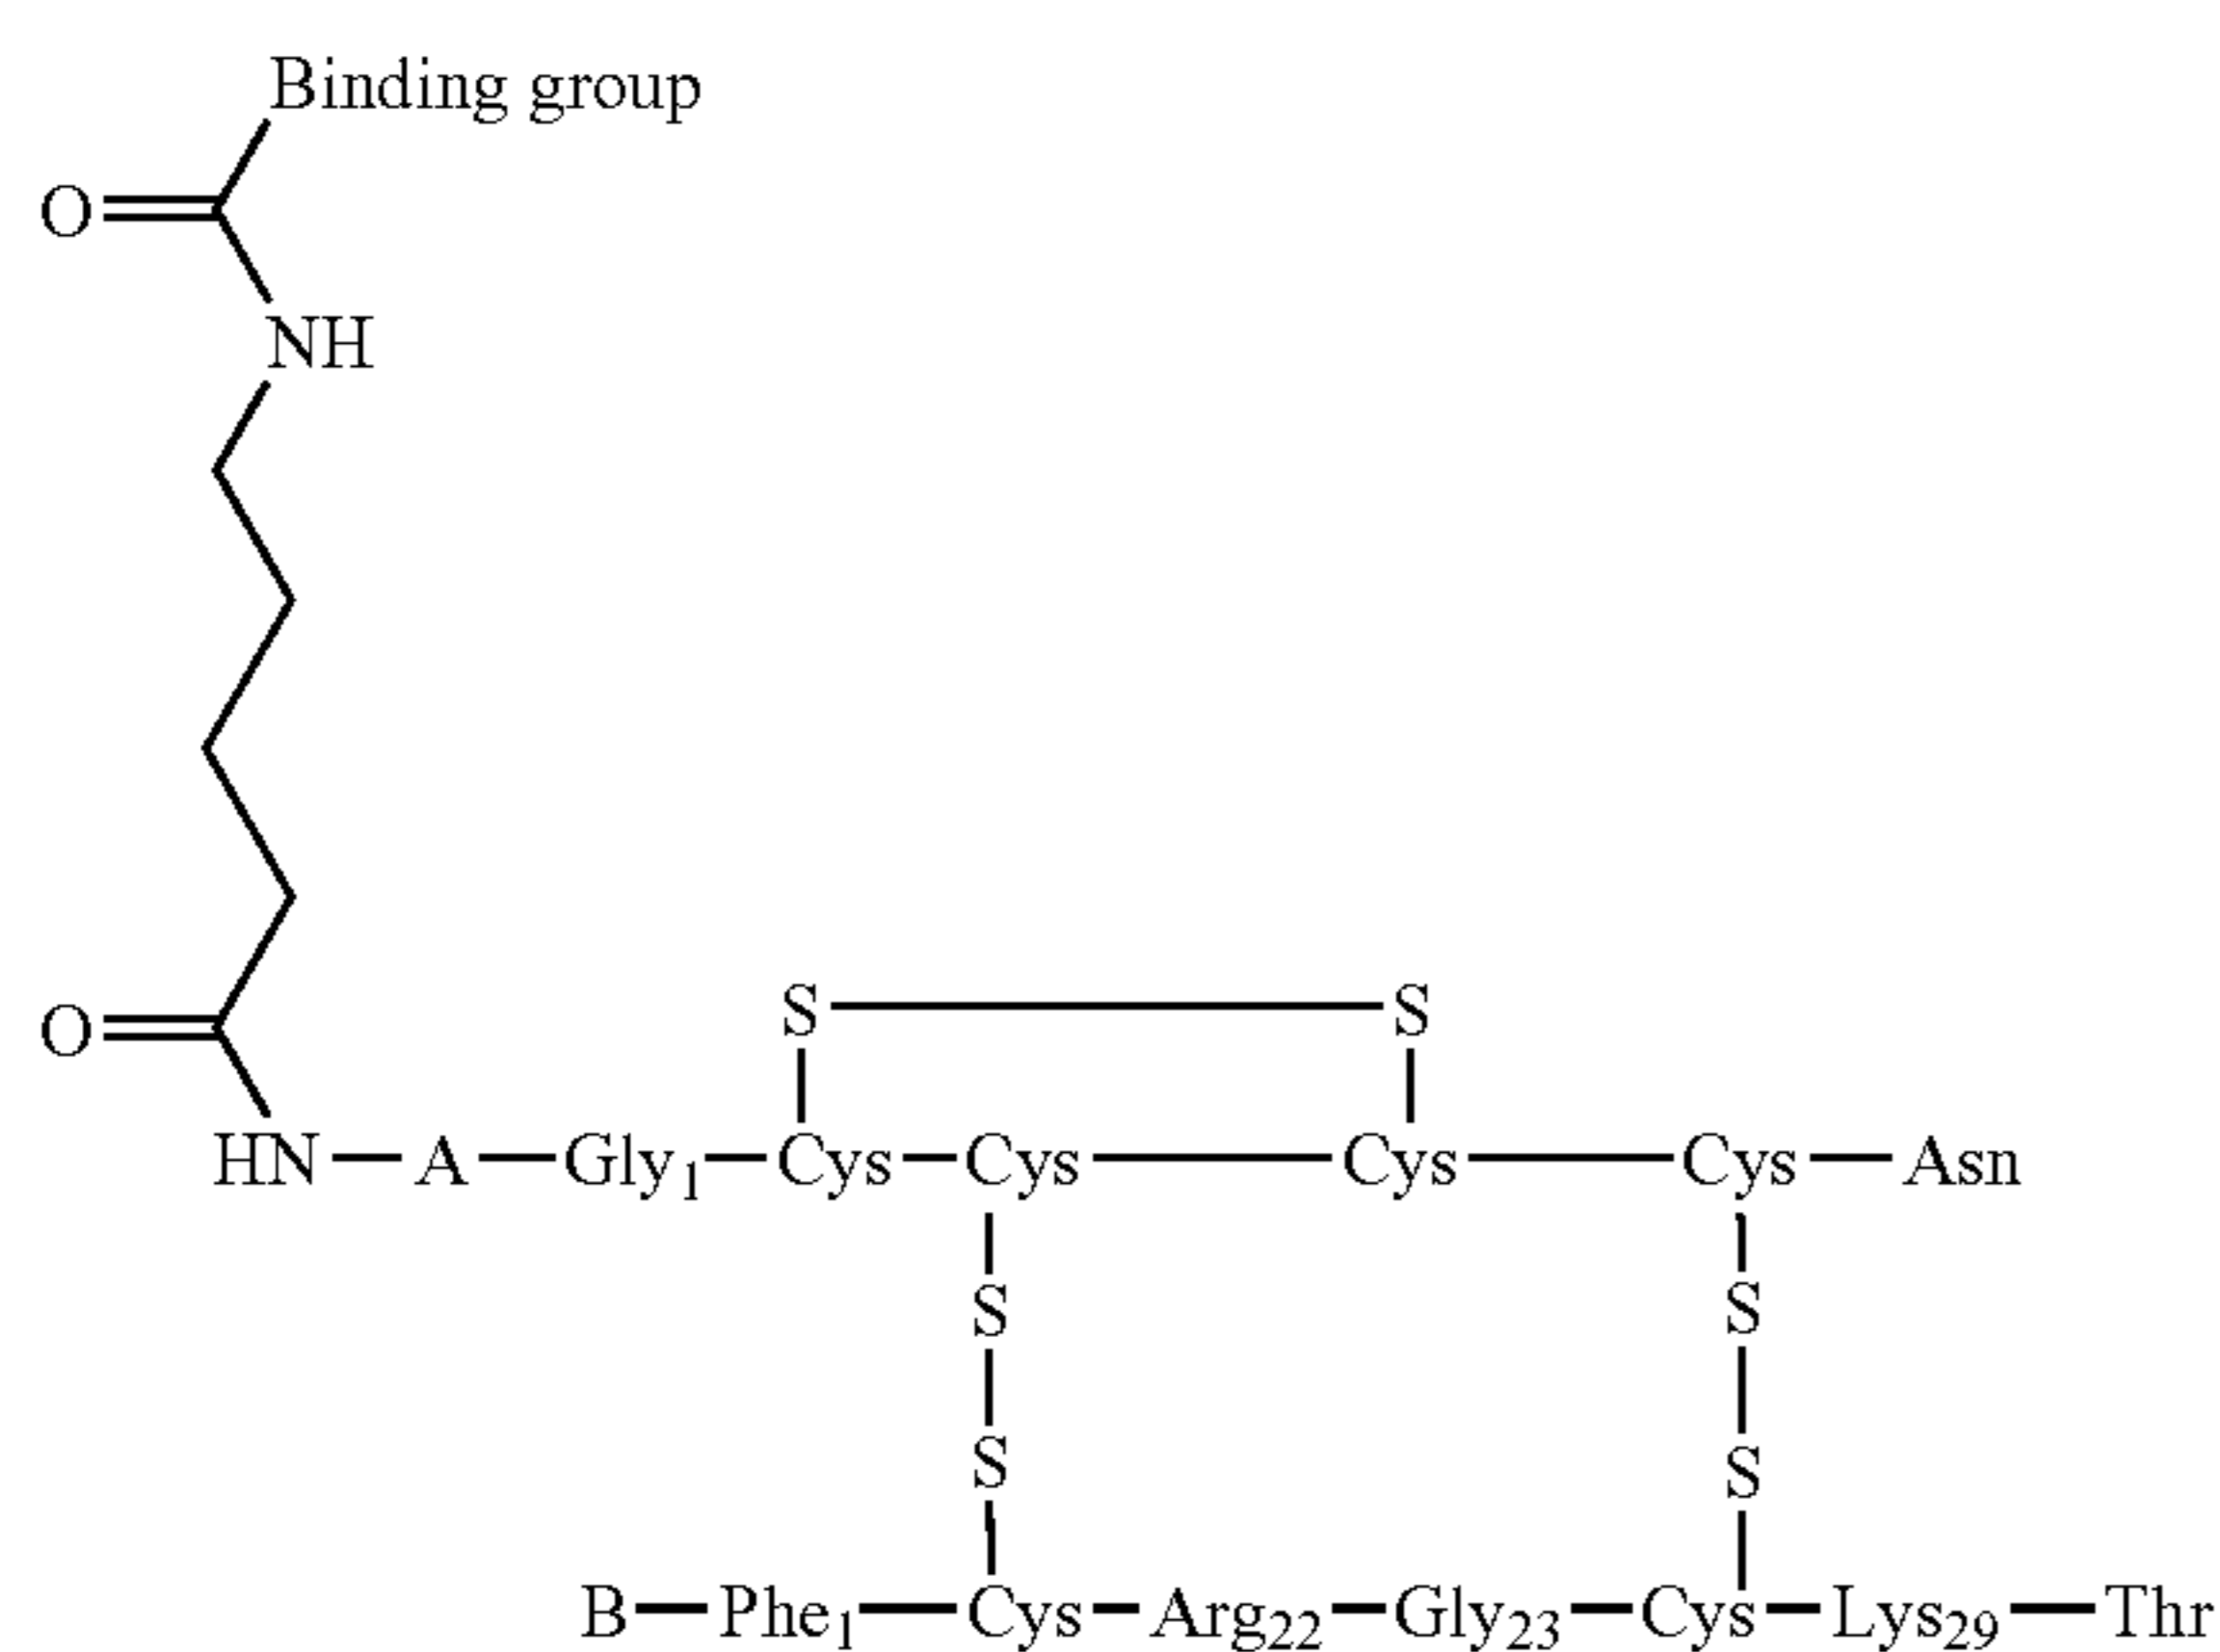 Binding group
O
NH
O
S S
HN A Gly1 Cys Cys Cys Cys Asn
S S
S S
B Phe1 Cys Arg22 Gly23 Cys Lys29 Thr